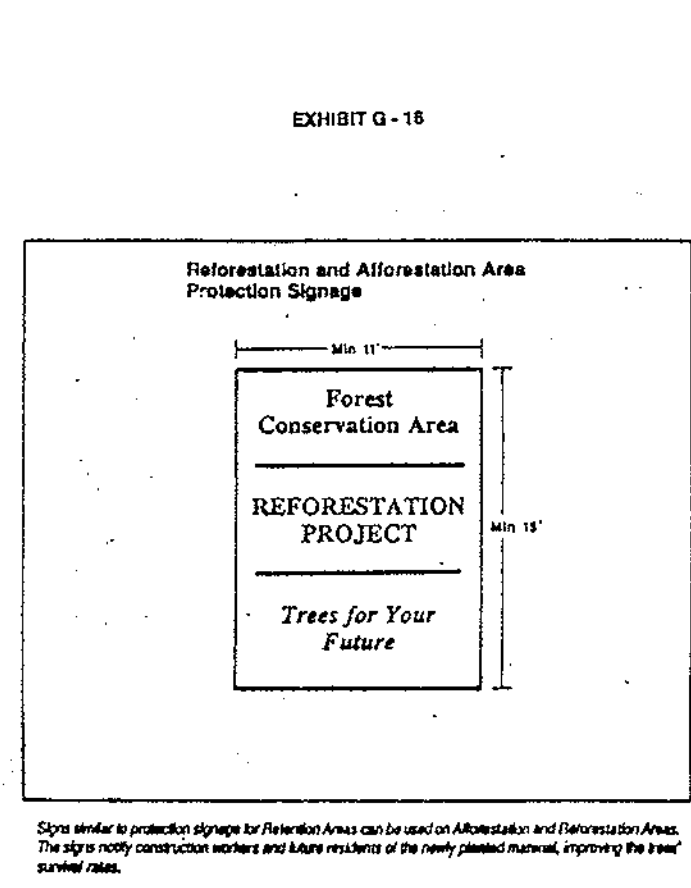 EXHIBIT G - 18
Reforestation and Afforestation Area
Protection Signage
Min 11"
Forest
Conservation Area
REFORESTATION
PROJECT
Min 15"
Trees for Your
Future
Signs similar to protection signage for Retention Areas can be used on Afforestation and Reforestation Areas.
The signs notify construction workers and future residents of the newly planted material, improving the trees'
survival rates.